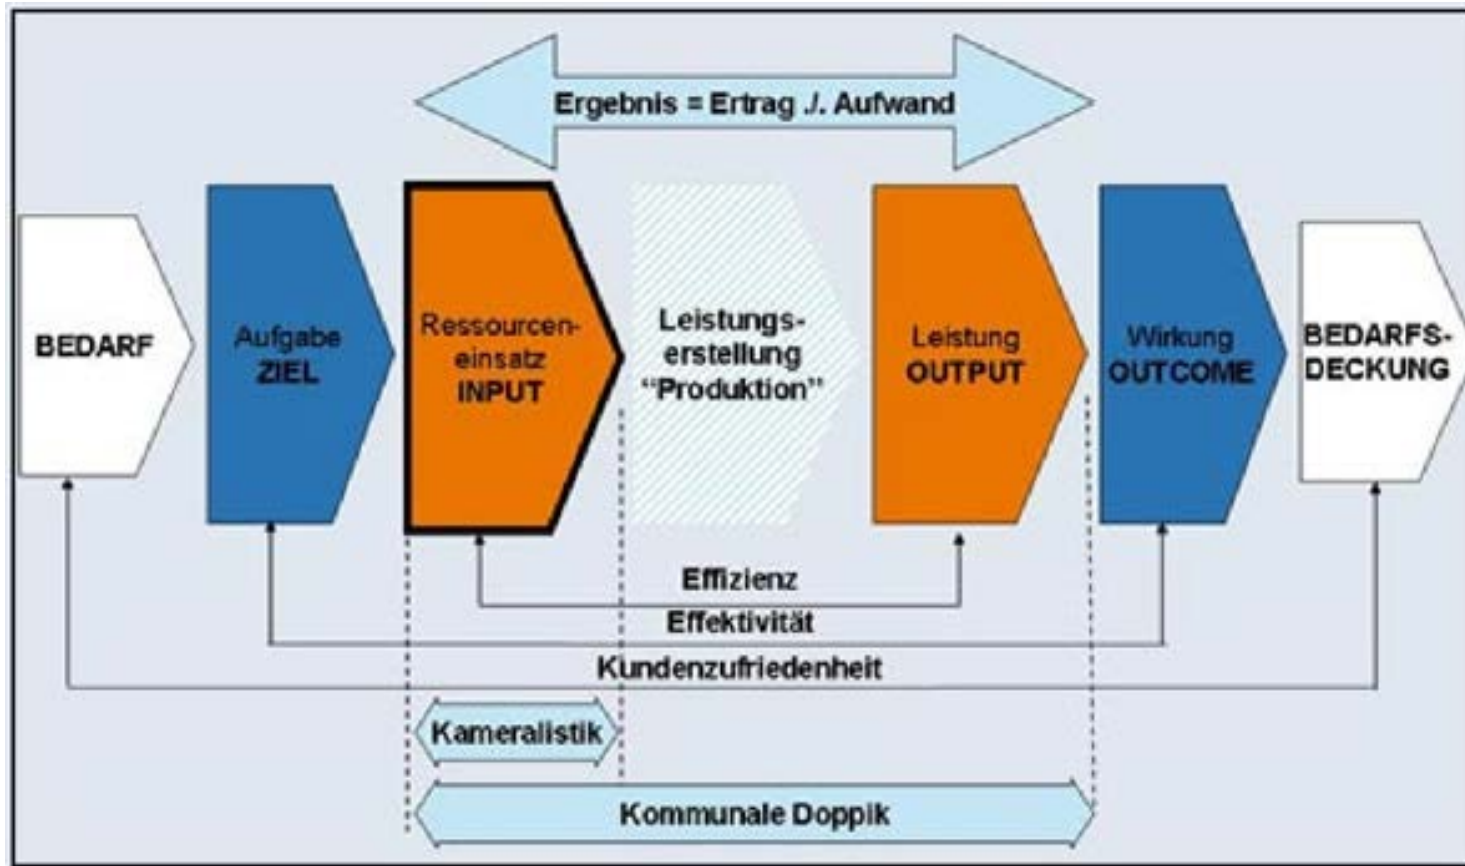 Ergebnis = Ertrag ./. Aufwand
BEDARF
Aufgabe
ZIEL
Ressourcen-
einsatz
INPUT
Leistungs-
erstellung
“Produktion”
Leistung
OUTPUT
Wirkung
OUTCOME
BEDARFS-
DECKUNG
Effizienz
Effektivität
Kundenzufriedenheit
Kameralistik
Kommunale Doppik